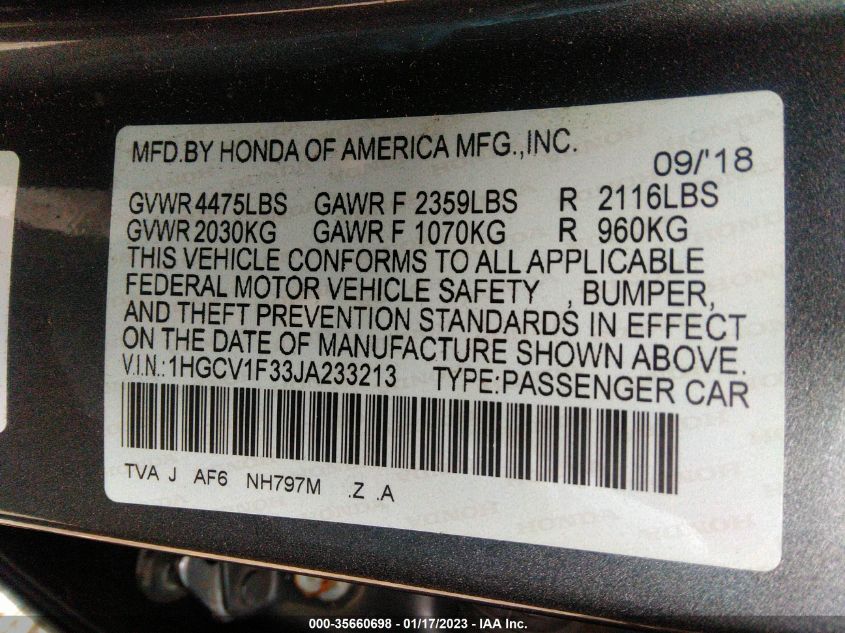 MFD.BY HONDA OF AMERICA MFG.,INC. 09/'18
GVWR 4475LBS GAWR F 2359LBS R 2116LBS
GVWR 2030KG GAWR F 1070KG R 960KG
THIS VEHICLE CONFORMS TO ALL APPLICABLE
FEDERAL MOTOR VEHICLE SAFETY , BUMPER,
AND THEFT PREVENTION STANDARDS IN EFFECT
ON THE DATE OF MANUFACTURE SHOWN ABOVE.
V.I.N.:1HGCV1F33JA233213 TYPE:PASSENGER CAR
TVA J AF6 NH797M .Z .A
000-35660698 - 01/17/2023 - IAA Inc.